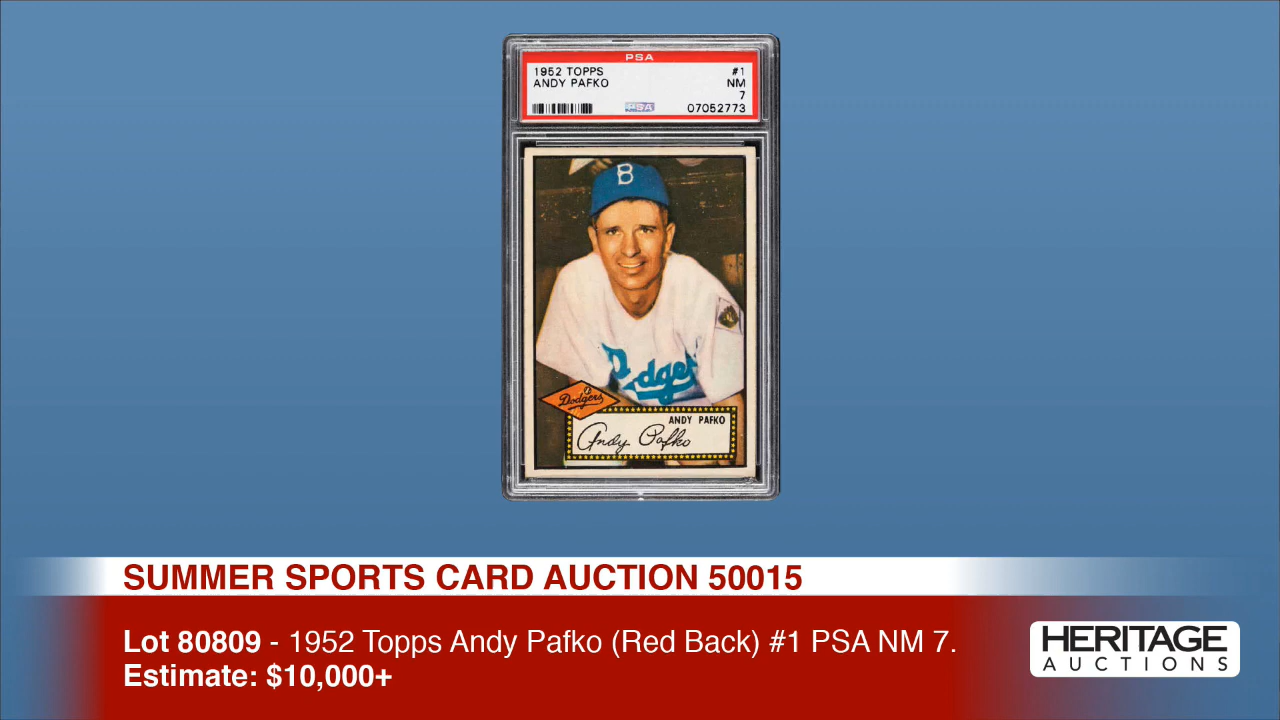 PSA
1952 TOPPS #1
ANDY PAFKO NM
7
PSA 07052773
B
Dodgers
Dodgers
ANDY PAFKO
Andy Pafko
SUMMER SPORTS CARD AUCTION 50015
Lot 80809 - 1952 Topps Andy Pafko (Red Back) #1 PSA NM 7.
Estimate: $10,000+
HERITAGE
AUCTIONS